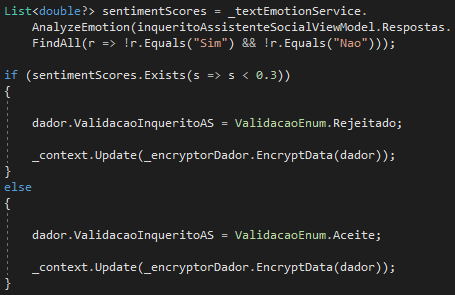 List<double?> sentimentScores = _textEmotionService.
AnalyzeEmotion(inqueritoAssistenteSocialViewModel.Respostas.
FindAll(r => !r.Equals("Sim") && !r.Equals("Nao")));
if (sentimentScores.Exists(s => s < 0.3))
{
dador.ValidacaoInqueritoAS = ValidacaoEnum.Rejeitado;
_context.Update(_encryptorDador.EncryptData(dador));
}
else
{
dador.ValidacaoInqueritoAS = ValidacaoEnum.Aceite;
_context.Update(_encryptorDador.EncryptData(dador));
}